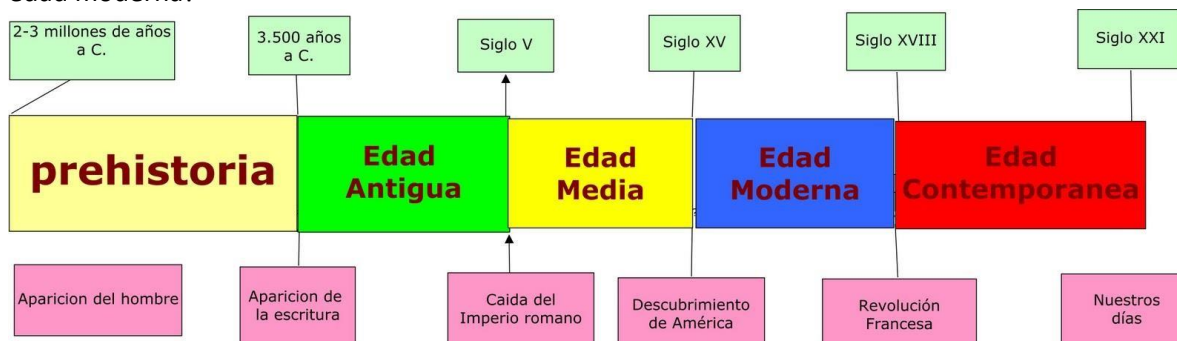 2-3 millones de años
a C.
3.500 años
a C.
Siglo V
Siglo XV
Siglo XVIII
Siglo XXI
prehistoria
Edad
Antigua
Edad
Media
Edad
Moderna
Edad
Contemporanea
Aparicion del hombre
Aparicion de
la escritura
Caida del
Imperio romano
Descubrimiento
de América
Revolución
Francesa
Nuestros
días